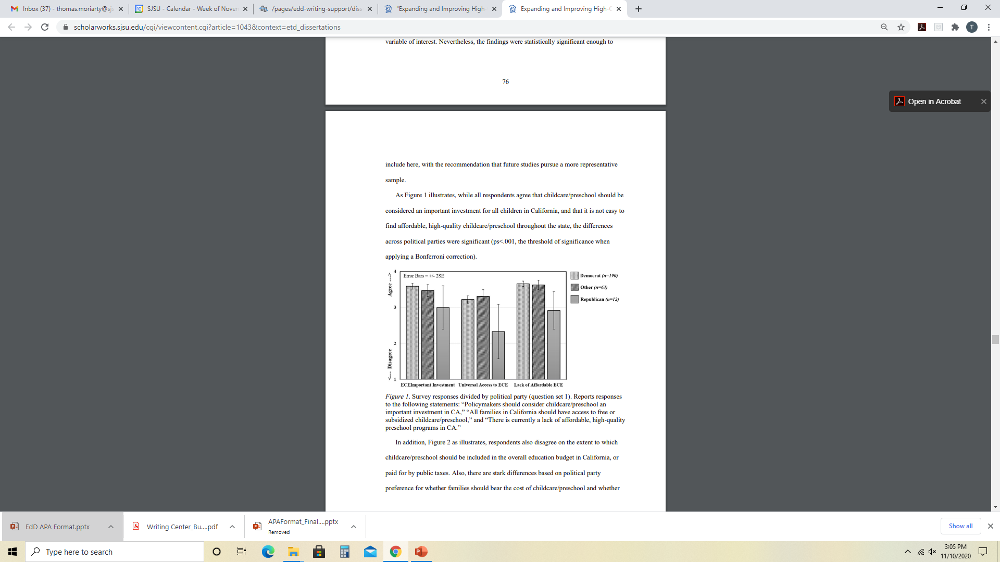 Inbox (37) - thomas.moriarty@sjs
SJSU - Calendar - Week of Nover
/pages/edd-writing-support/diss
"Expanding and Improving High-
Expanding and Improving High-C
scholarworks.sjsu.edu/cgi/viewcontent.cgi?article=1043&context=etd_dissertations
T
variable of interest. Nevertheless, the findings were statistically significant enough to
76
Open in Acrobat
include here, with the recommendation that future studies pursue a more representative
sample.
As Figure 1 illustrates, while all respondents agree that childcare/preschool should be
considered an important investment for all children in California, and that it is not easy to
find affordable, high-quality childcare/preschool throughout the state, the differences
across political parties were significant (ps<.001, the threshold of significance when
applying a Bonferroni correction).
Error Bars = +/- 2SE
4
3
2
1
Agree ---->
<---- Disagree
Democrat (n=190)
Other (n=63)
Republican (n=12)
ECEImportant Investment Universal Access to ECE Lack of Affordable ECE
Figure 1. Survey responses divided by political party (question set 1). Reports responses
to the following statements: “Policymakers should consider childcare/preschool an
important investment in CA,” “All families in California should have access to free or
subsidized childcare/preschool,” and “There is currently a lack of affordable, high-quality
preschool programs in CA.”
In addition, Figure 2 as illustrates, respondents also disagree on the extent to which
childcare/preschool should be included in the overall education budget in California, or
paid for by public taxes. Also, there are stark differences based on political party
preference for whether families should bear the cost of childcare/preschool and whether
EdD APA Format.pptx
Writing Center_Bu....pdf
APAFormat_Final....pptx
Removed
Show all
Type here to search
3:05 PM
11/10/2020